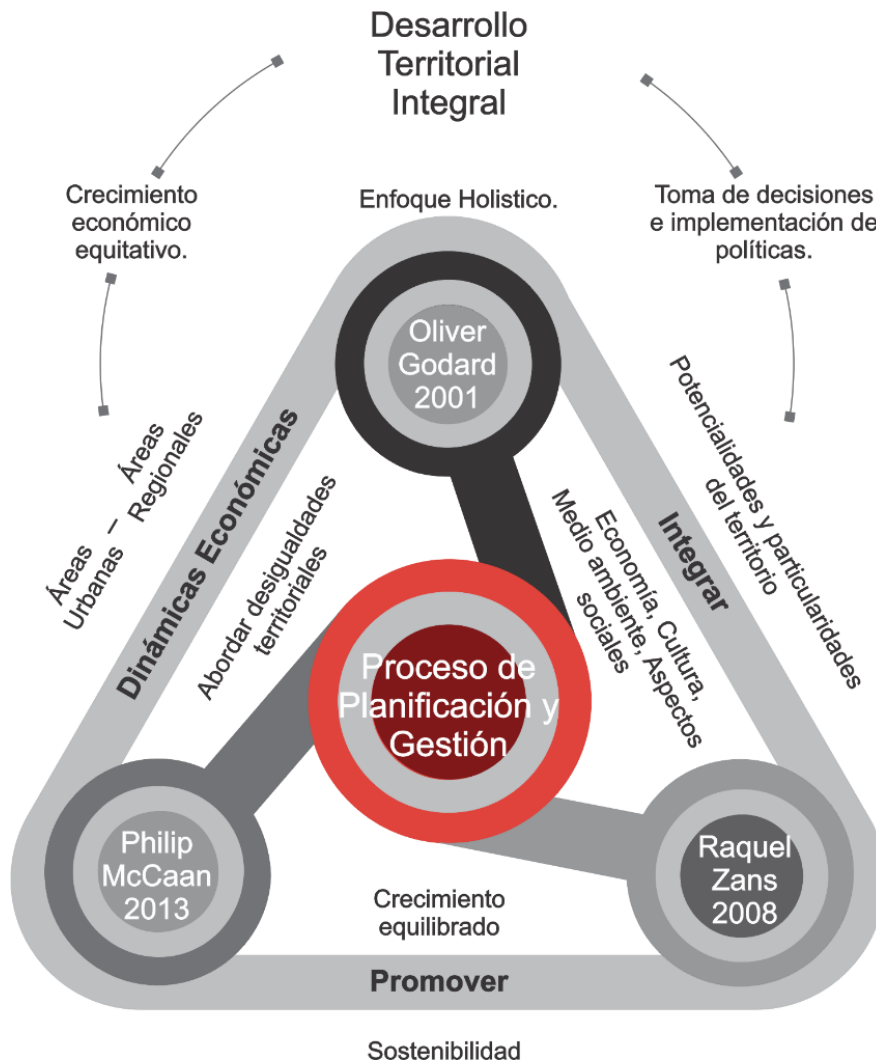 Desarrollo
Territorial
Integral
Crecimiento
económico
equitativo.
Enfoque Holistico.
Toma de decisiones
e implementación de
políticas.
Oliver
Godard
2001
Áreas – Áreas
Urbanas Regionales
Dinámicas Económicas
Abordar desigualdades
territoriales
Economía, Cultura,
Medio ambiente, Aspectos
sociales
Integrar
Potencialidades y particularidades
del territorio
Proceso de
Planificación y
Gestión
Philip
McCaan
2013
Raquel
Zans
2008
Crecimiento
equilibrado
Promover
Sostenibilidad